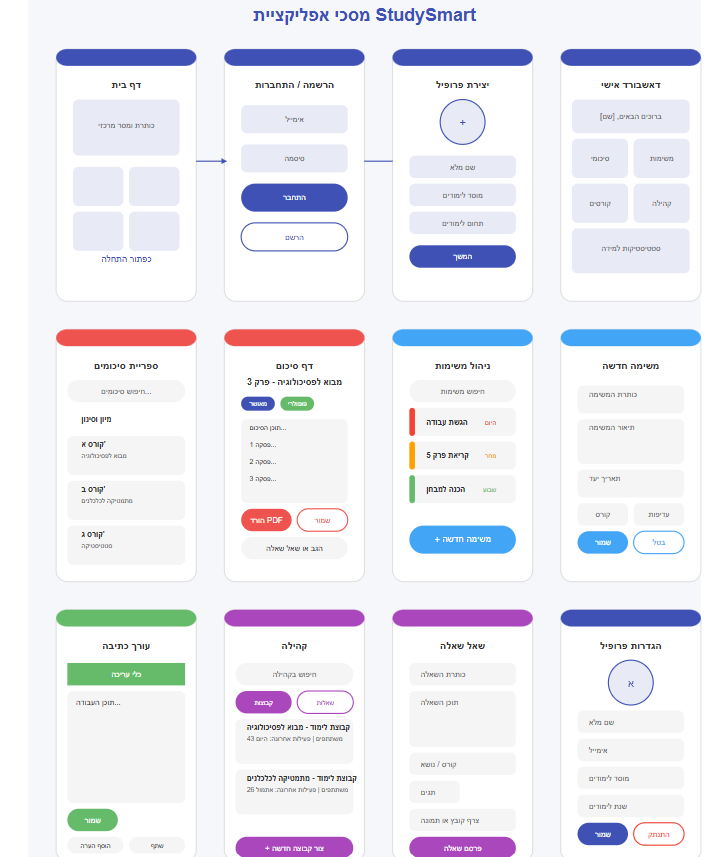 מסכי אפליקציית StudySmart
דף בית
כותרת ומסר מרכזי
כפתור התחלה
הרשמה / התחברות
אימייל
סיסמה
התחבר
הרשם
יצירת פרופיל
+
שם מלא
מוסד לימודים
תחום לימודים
המשך
דאשבורד אישי
ברוכים הבאים, [שם]
סיכומי
משימות
קורסים
קהילה
סטטיסטיקות למידה
ספריית סיכומים
חיפוש סיכומים...
מיון וסינון
קורס א'
מבוא לפסיכולוגיה
קורס ב'
מתמטיקה לכלכלנים
קורס ג'
סטטיסטיקה
דף סיכום
מבוא לפסיכולוגיה - פרק 3
מאושר
פופולרי
תוכן הסיכום...
פסקה 1...
פסקה 2...
פסקה 3...
הורד PDF
שמור
הגב או שאל שאלה
ניהול משימות
חיפוש משימות
הגשת עבודה
היום
קריאת פרק 5
מחר
הכנה למבחן
שבוע
+ משימה חדשה
משימה חדשה
כותרת המשימה
תיאור המשימה
תאריך יעד
קורס
עדיפות
שמור
בטל
עורך כתיבה
כלי עריכה
תוכן העבודה...
שמור
הוסף הערה
שתף
קהילה
חיפוש בקהילה
קבוצות
שאלות
קבוצת לימוד - מבוא לפסיכולוגיה
43 משתתפים | פעילות אחרונה: היום
קבוצת לימוד - מתמטיקה לכלכלנים
28 משתתפים | פעילות אחרונה: אתמול
+ צור קבוצה חדשה
שאל שאלה
כותרת השאלה
תוכן השאלה
קורס / נושא
תגים
צרף קובץ או תמונה
פרסם שאלה
הגדרות פרופיל
א
שם מלא
אימייל
מוסד לימודים
שנת לימודים
שמור
התנתק